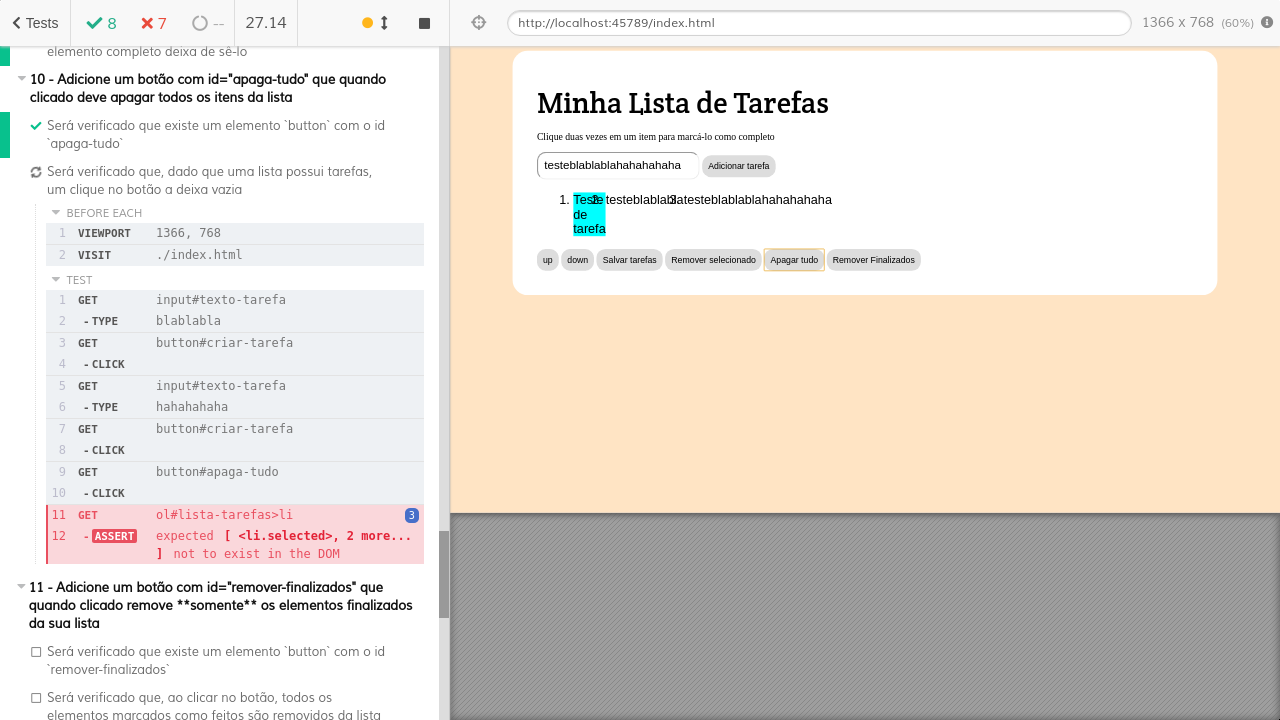 Tests
8
7
--
27.14
http://localhost:45789/index.html
1366 x 768 (60%)
elemento completo deixa de sê-lo
10 - Adicione um botão com id="apaga-tudo" que quando
clicado deve apagar todos os itens da lista
Será verificado que existe um elemento `button` com o id
`apaga-tudo`
Será verificado que, dado que uma lista possui tarefas,
um clique no botão a deixa vazia
BEFORE EACH
1 VIEWPORT 1366, 768
2 VISIT ./index.html
TEST
1 GET input#texto-tarefa
2 - TYPE blablabla
3 GET button#criar-tarefa
4 - CLICK
5 GET input#texto-tarefa
6 - TYPE hahahahaha
7 GET button#criar-tarefa
8 - CLICK
9 GET button#apaga-tudo
10 - CLICK
11 GET ol#lista-tarefas>li 3
12 - ASSERT expected [ <li.selected>, 2 more...
] not to exist in the DOM
11 - Adicione um botão com id="remover-finalizados" que
quando clicado remove **somente** os elementos finalizados
da sua lista
Será verificado que existe um elemento `button` com o id
`remover-finalizados`
Será verificado que, ao clicar no botão, todos os
elementos marcados como feitos são removidos da lista
Minha Lista de Tarefas
Clique duas vezes em um item para marcá-lo como completo
testeblablablahahahahaha Adicionar tarefa
1. Teste
de
tarefa
testeblablablahahahahaha
up down Salvar tarefas Remover selecionado Apagar tudo Remover Finalizados